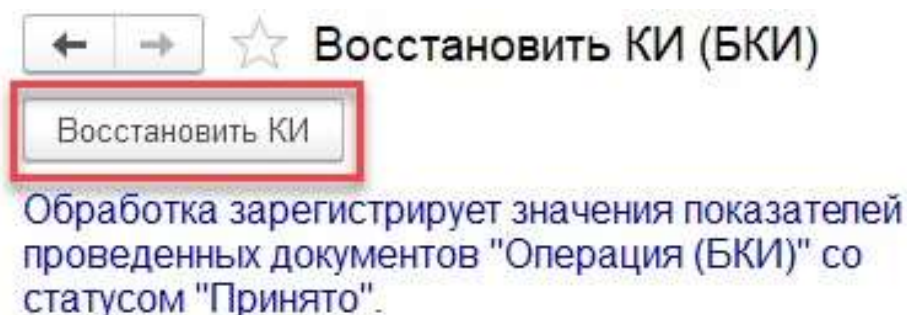 Восстановить КИ (БКИ)
Восстановить КИ
Обработка зарегистрирует значения показателей
проведенных документов "Операция (БКИ)" со
статусом "Принято".